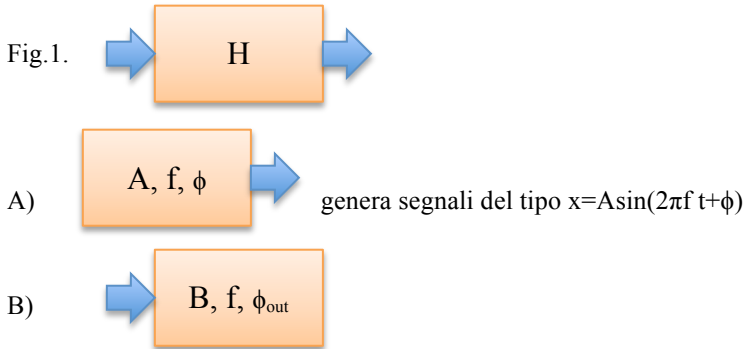 Fig.1. H
A, f, ϕ
A) genera segnali del tipo x=Asin(2πf t+ϕ)
B) B, f, ϕout